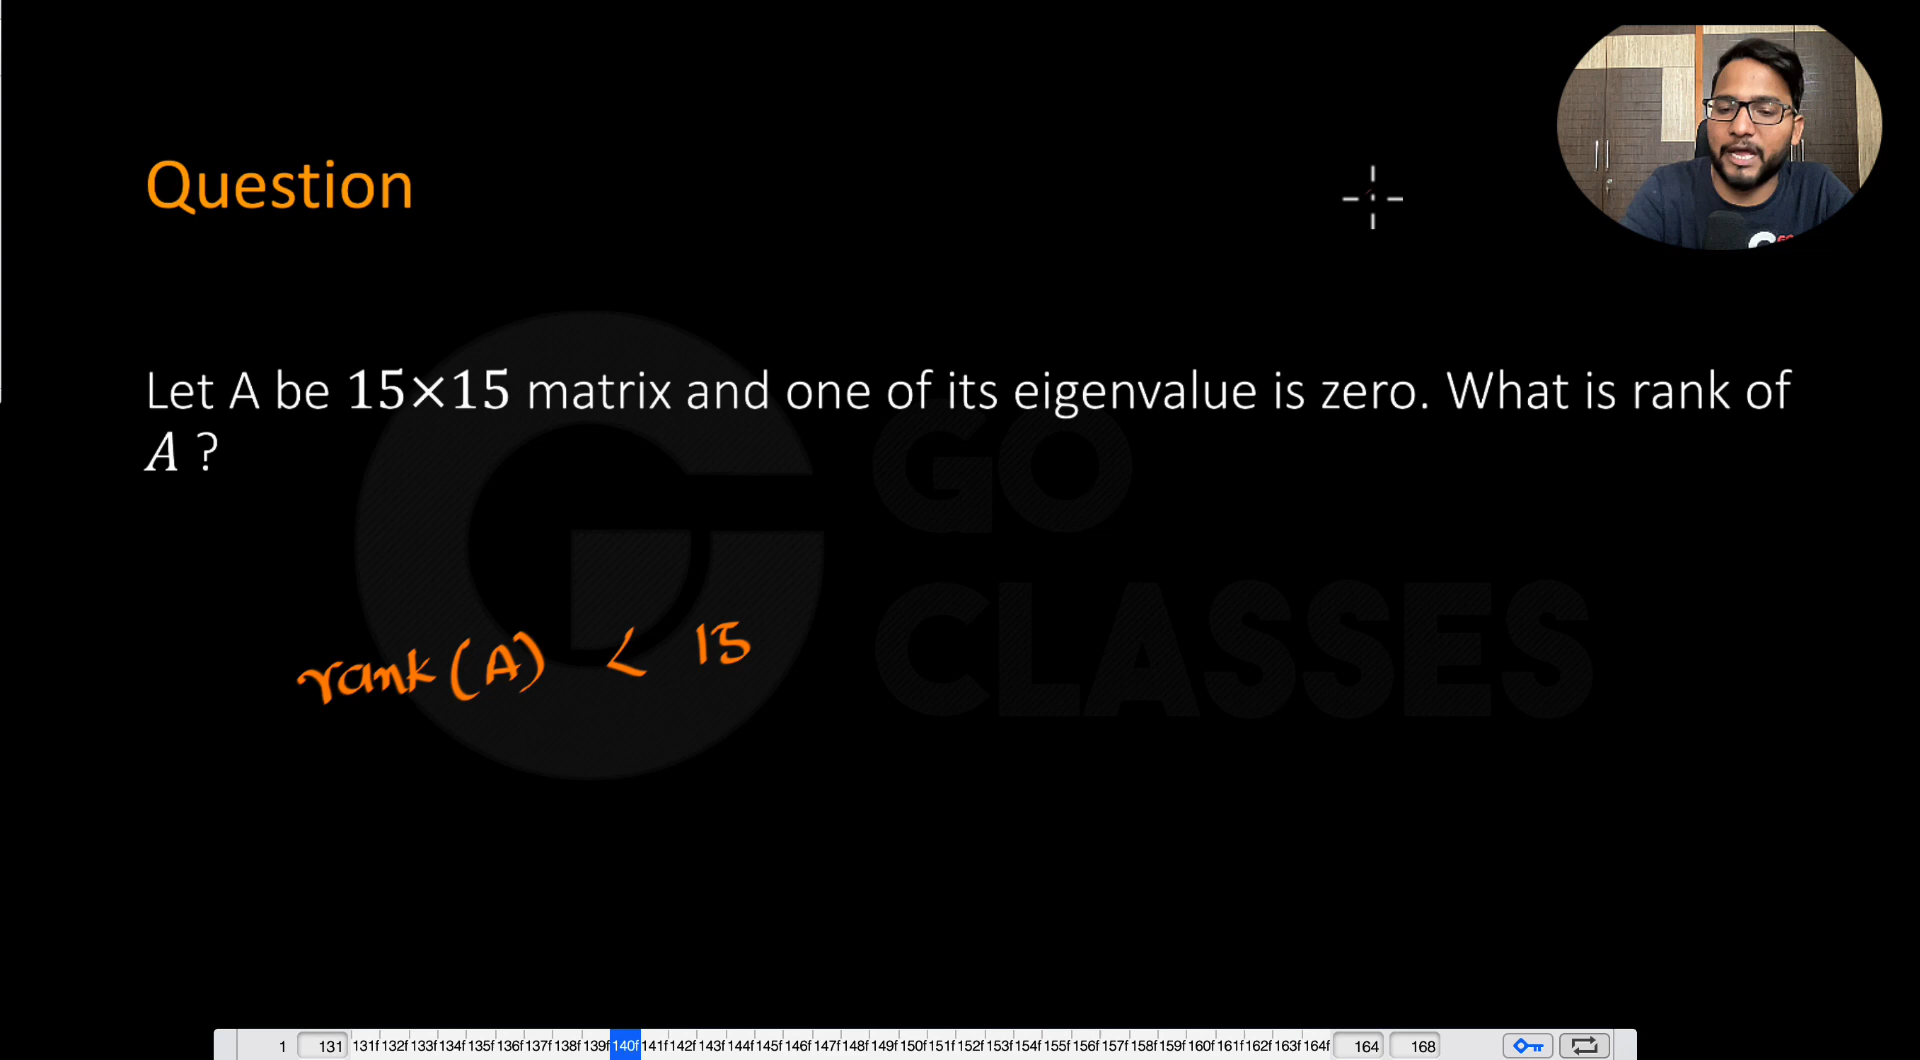 Question
Let A be 15×15 matrix and one of its eigenvalue is zero. What is rank of
A ?
GO
CLASSES
rank(A) < 15
1 131 131f 132f 133f 134f 135f 136f 137f 138f 139f 140f 141f 142f 143f 144f 145f 146f 147f 148f 149f 150f 151f 152f 153f 154f 155f 156f 157f 158f 159f 160f 161f 162f 163f 164f 164 168